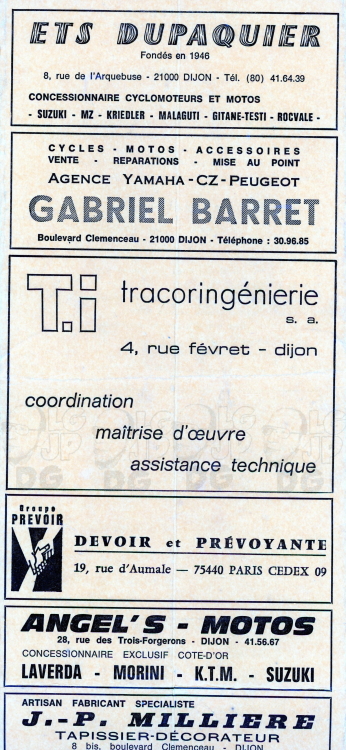 ETS DUPAQUIER
Fondés en 1946
8, rue de l'Arquebuse - 21000 DIJON - Tél. (80) 41.64.39
CONCESSIONNAIRE CYCLOMOTEURS ET MOTOS
- SUZUKI - MZ - KRIEDLER - MALAGUTI - GITANE-TESTI - ROCVALE -
CYCLES - MOTOS - ACCESSOIRES
VENTE - REPARATIONS - MISE AU POINT
AGENCE YAMAHA - CZ - PEUGEOT
GABRIEL BARRET
Boulevard Clemenceau - 21000 DIJON - Téléphone : 30.96.85
T.i
tracoringénierie
s. a.
4, rue févret - dijon
coordination
maîtrise d'œuvre
assistance technique
Groupe
PREVOIR
DEVOIR et PRÉVOYANTE
19, rue d'Aumale — 75440 PARIS CEDEX 09
ANGEL'S - MOTOS
28, rue des Trois-Forgerons - DIJON - 41.56.67
CONCESSIONNAIRE EXCLUSIF COTE-D'OR
LAVERDA - MORINI - K.T.M. - SUZUKI
ARTISAN FABRICANT SPECIALISTE
J.-P. MILLIERE
TAPISSIER-DÉCORATEUR
8 bis, boulevard Clemenceau - DIJON